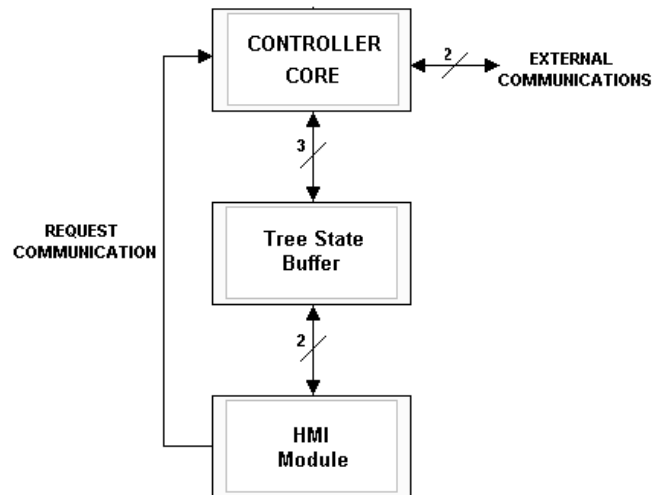 CONTROLLER
CORE
2
EXTERNAL
COMMUNICATIONS
3
REQUEST
COMMUNICATION
Tree State
Buffer
2
HMI
Module